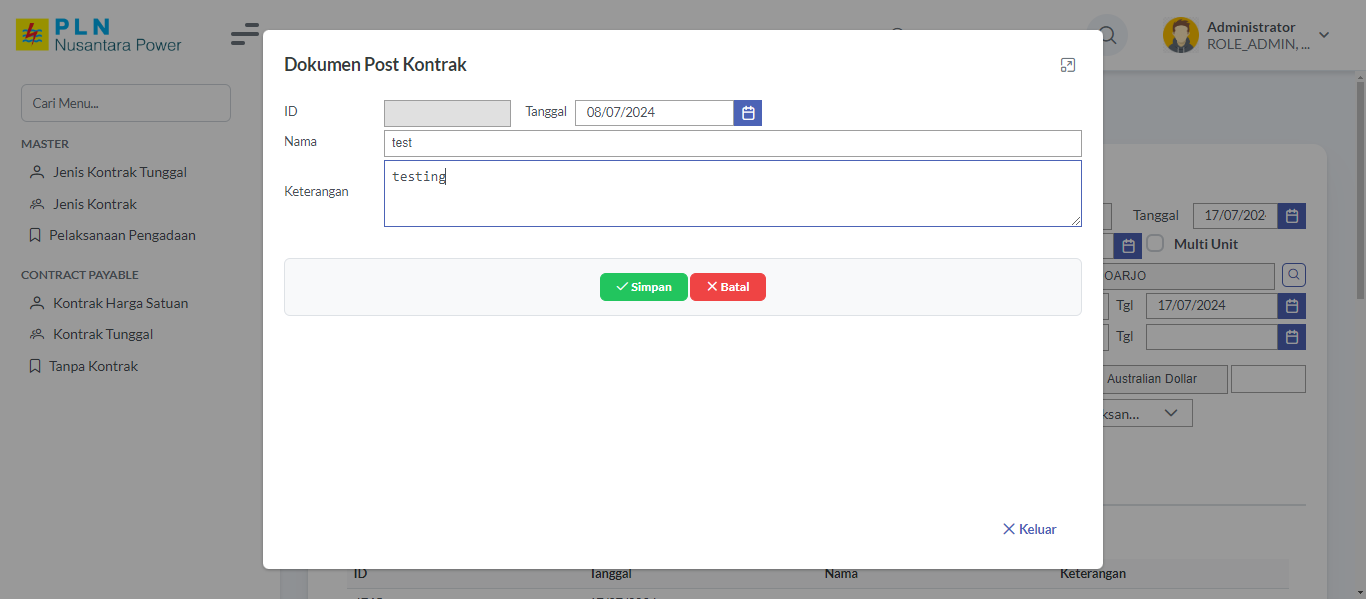 PLN
Nusantara Power
Administrator
ROLE_ADMIN, ...
Cari Menu...
MASTER
Jenis Kontrak Tunggal
Jenis Kontrak
Pelaksanaan Pengadaan
CONTRACT PAYABLE
Kontrak Harga Satuan
Kontrak Tunggal
Tanpa Kontrak
Dokumen Post Kontrak
ID
Tanggal 08/07/2024
Nama test
Keterangan testing
Simpan Batal
Keluar
Tanggal 17/07/202
Multi Unit
OARJO
Tgl 17/07/2024
Tgl
Australian Dollar
ksan...
ID Tanggal Nama Keterangan